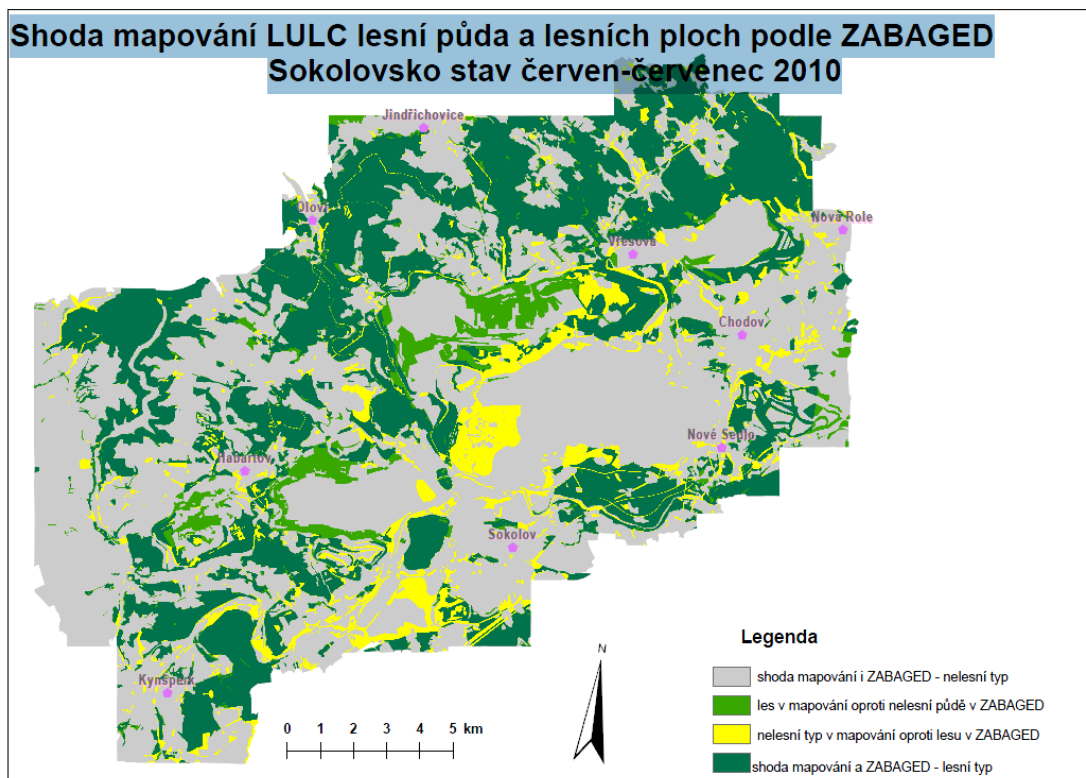 Shoda mapování LULC lesní půda a lesních ploch podle ZABAGED
Sokolovsko stav červen-červenec 2010
Jindřichovice
Oloví
Nová Role
Vřesová
Chodov
Nové Sedlo
Habartov
Sokolov
Kynšperk
N
0 1 2 3 4 5 km
Legenda
shoda mapování i ZABAGED - nelesní typ
les v mapování oproti nelesní půdě v ZABAGED
nelesní typ v mapování oproti lesu v ZABAGED
shoda mapování a ZABAGED - lesní typ